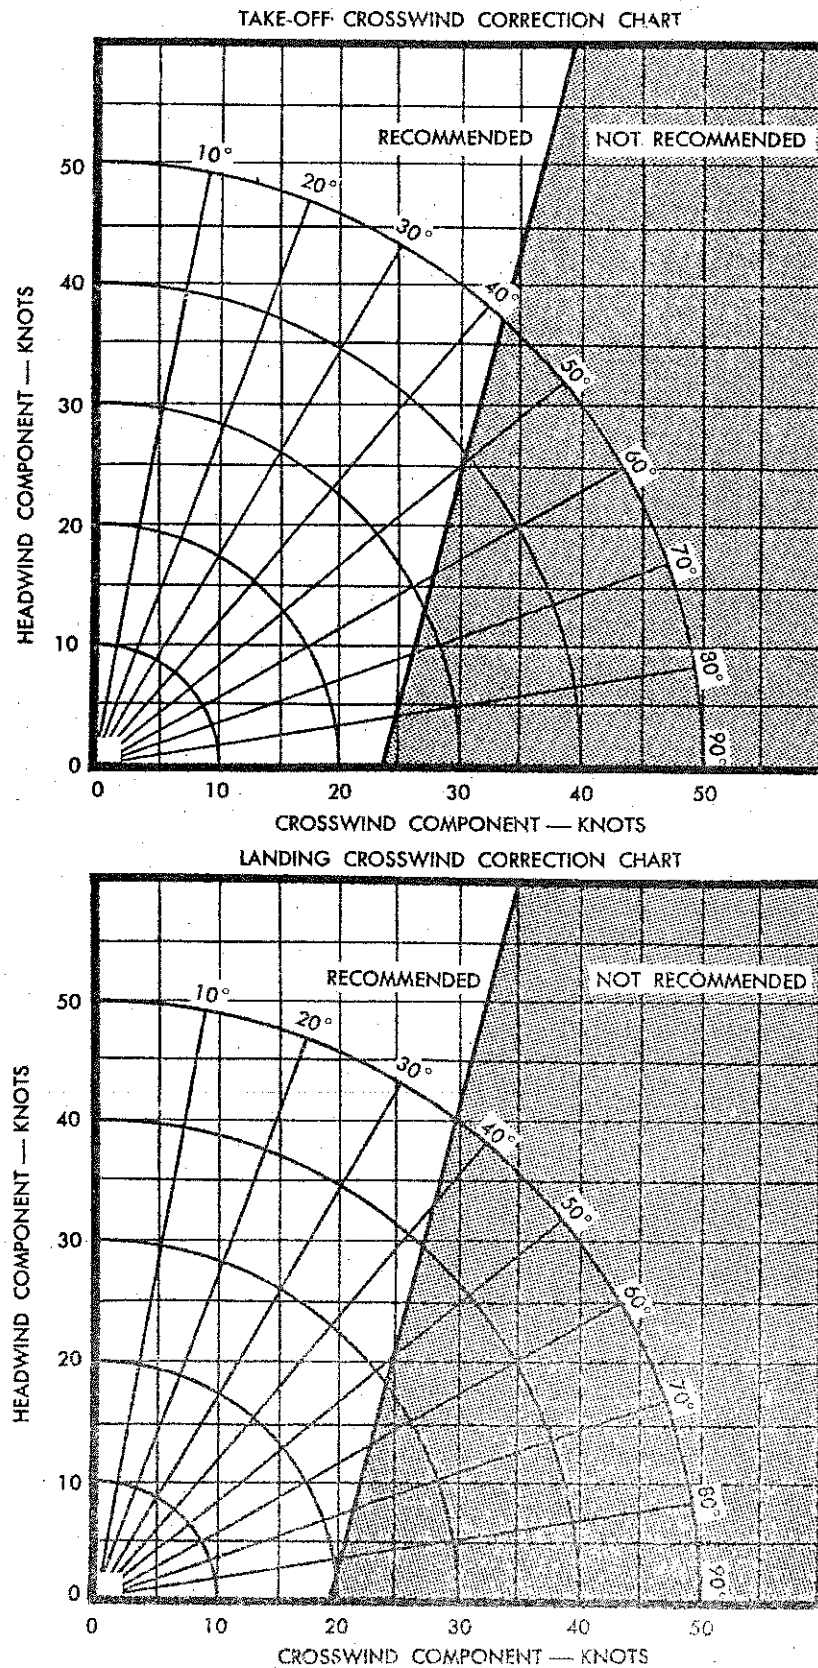 TAKE-OFF CROSSWIND CORRECTION CHART
RECOMMENDED
NOT RECOMMENDED
50
10°
20°
30°
40
40°
HEADWIND COMPONENT — KNOTS
50°
30
60°
20
70°
10
80°
90°
0
0 10 20 30 40 50
CROSSWIND COMPONENT — KNOTS
LANDING CROSSWIND CORRECTION CHART
RECOMMENDED
NOT RECOMMENDED
50
10°
20°
30°
40
40°
HEADWIND COMPONENT — KNOTS
50°
30
60°
20
70°
10
80°
90°
0
0 10 20 30 40 50
CROSSWIND COMPONENT — KNOTS